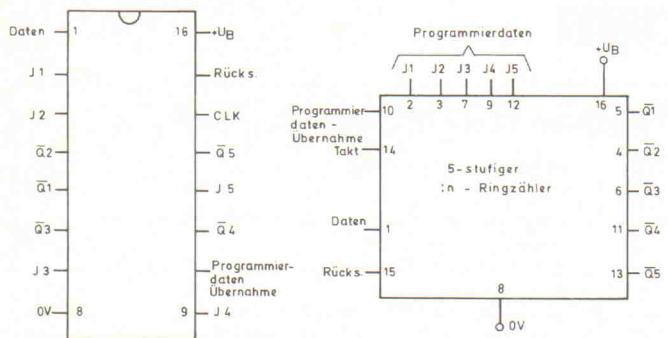 Daten 1 16 +UB
J1 Rücks.
J2 CLK
Q̅2 Q̅5
Q̅1 J5
Q̅3 Q̅4
J3 Programmier-
daten
Übernahme
0V 8 9 J4
Programmierdaten
J1 J2 J3 J4 J5
2 3 7 9 12
+UB
16
Programmier-
daten -
Übernahme
10
Takt 14
Daten 1
Rücks. 15
5-stufiger
:n - Ringzähler
5 Q̅1
4 Q̅2
6 Q̅3
11 Q̅4
13 Q̅5
8
0V